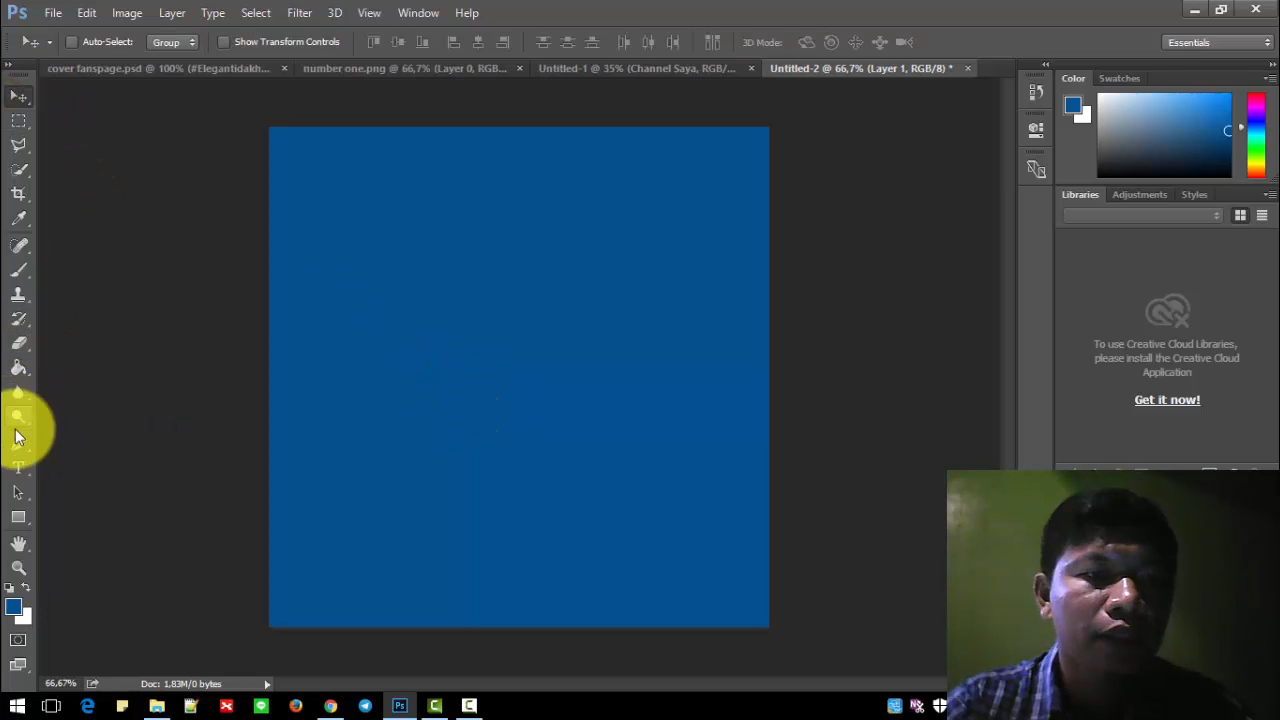 Ps File Edit Image Layer Type Select Filter 3D View Window Help
Auto-Select: Group Show Transform Controls 3D Mode: Essentials
cover fanspage.psd @ 100% (#Elegantidakh... × number one.png @ 66,7% (Layer 0, RGB... × Untitled-1 @ 35% (Channel Saya, RGB/... × Untitled-2 @ 66,7% (Layer 1, RGB/8) * ×
Color Swatches
Libraries Adjustments Styles
To use Creative Cloud Libraries,
please install the Creative Cloud
Application
Get it now!
T
66,67% Doc: 1,83M/0 bytes
Ps